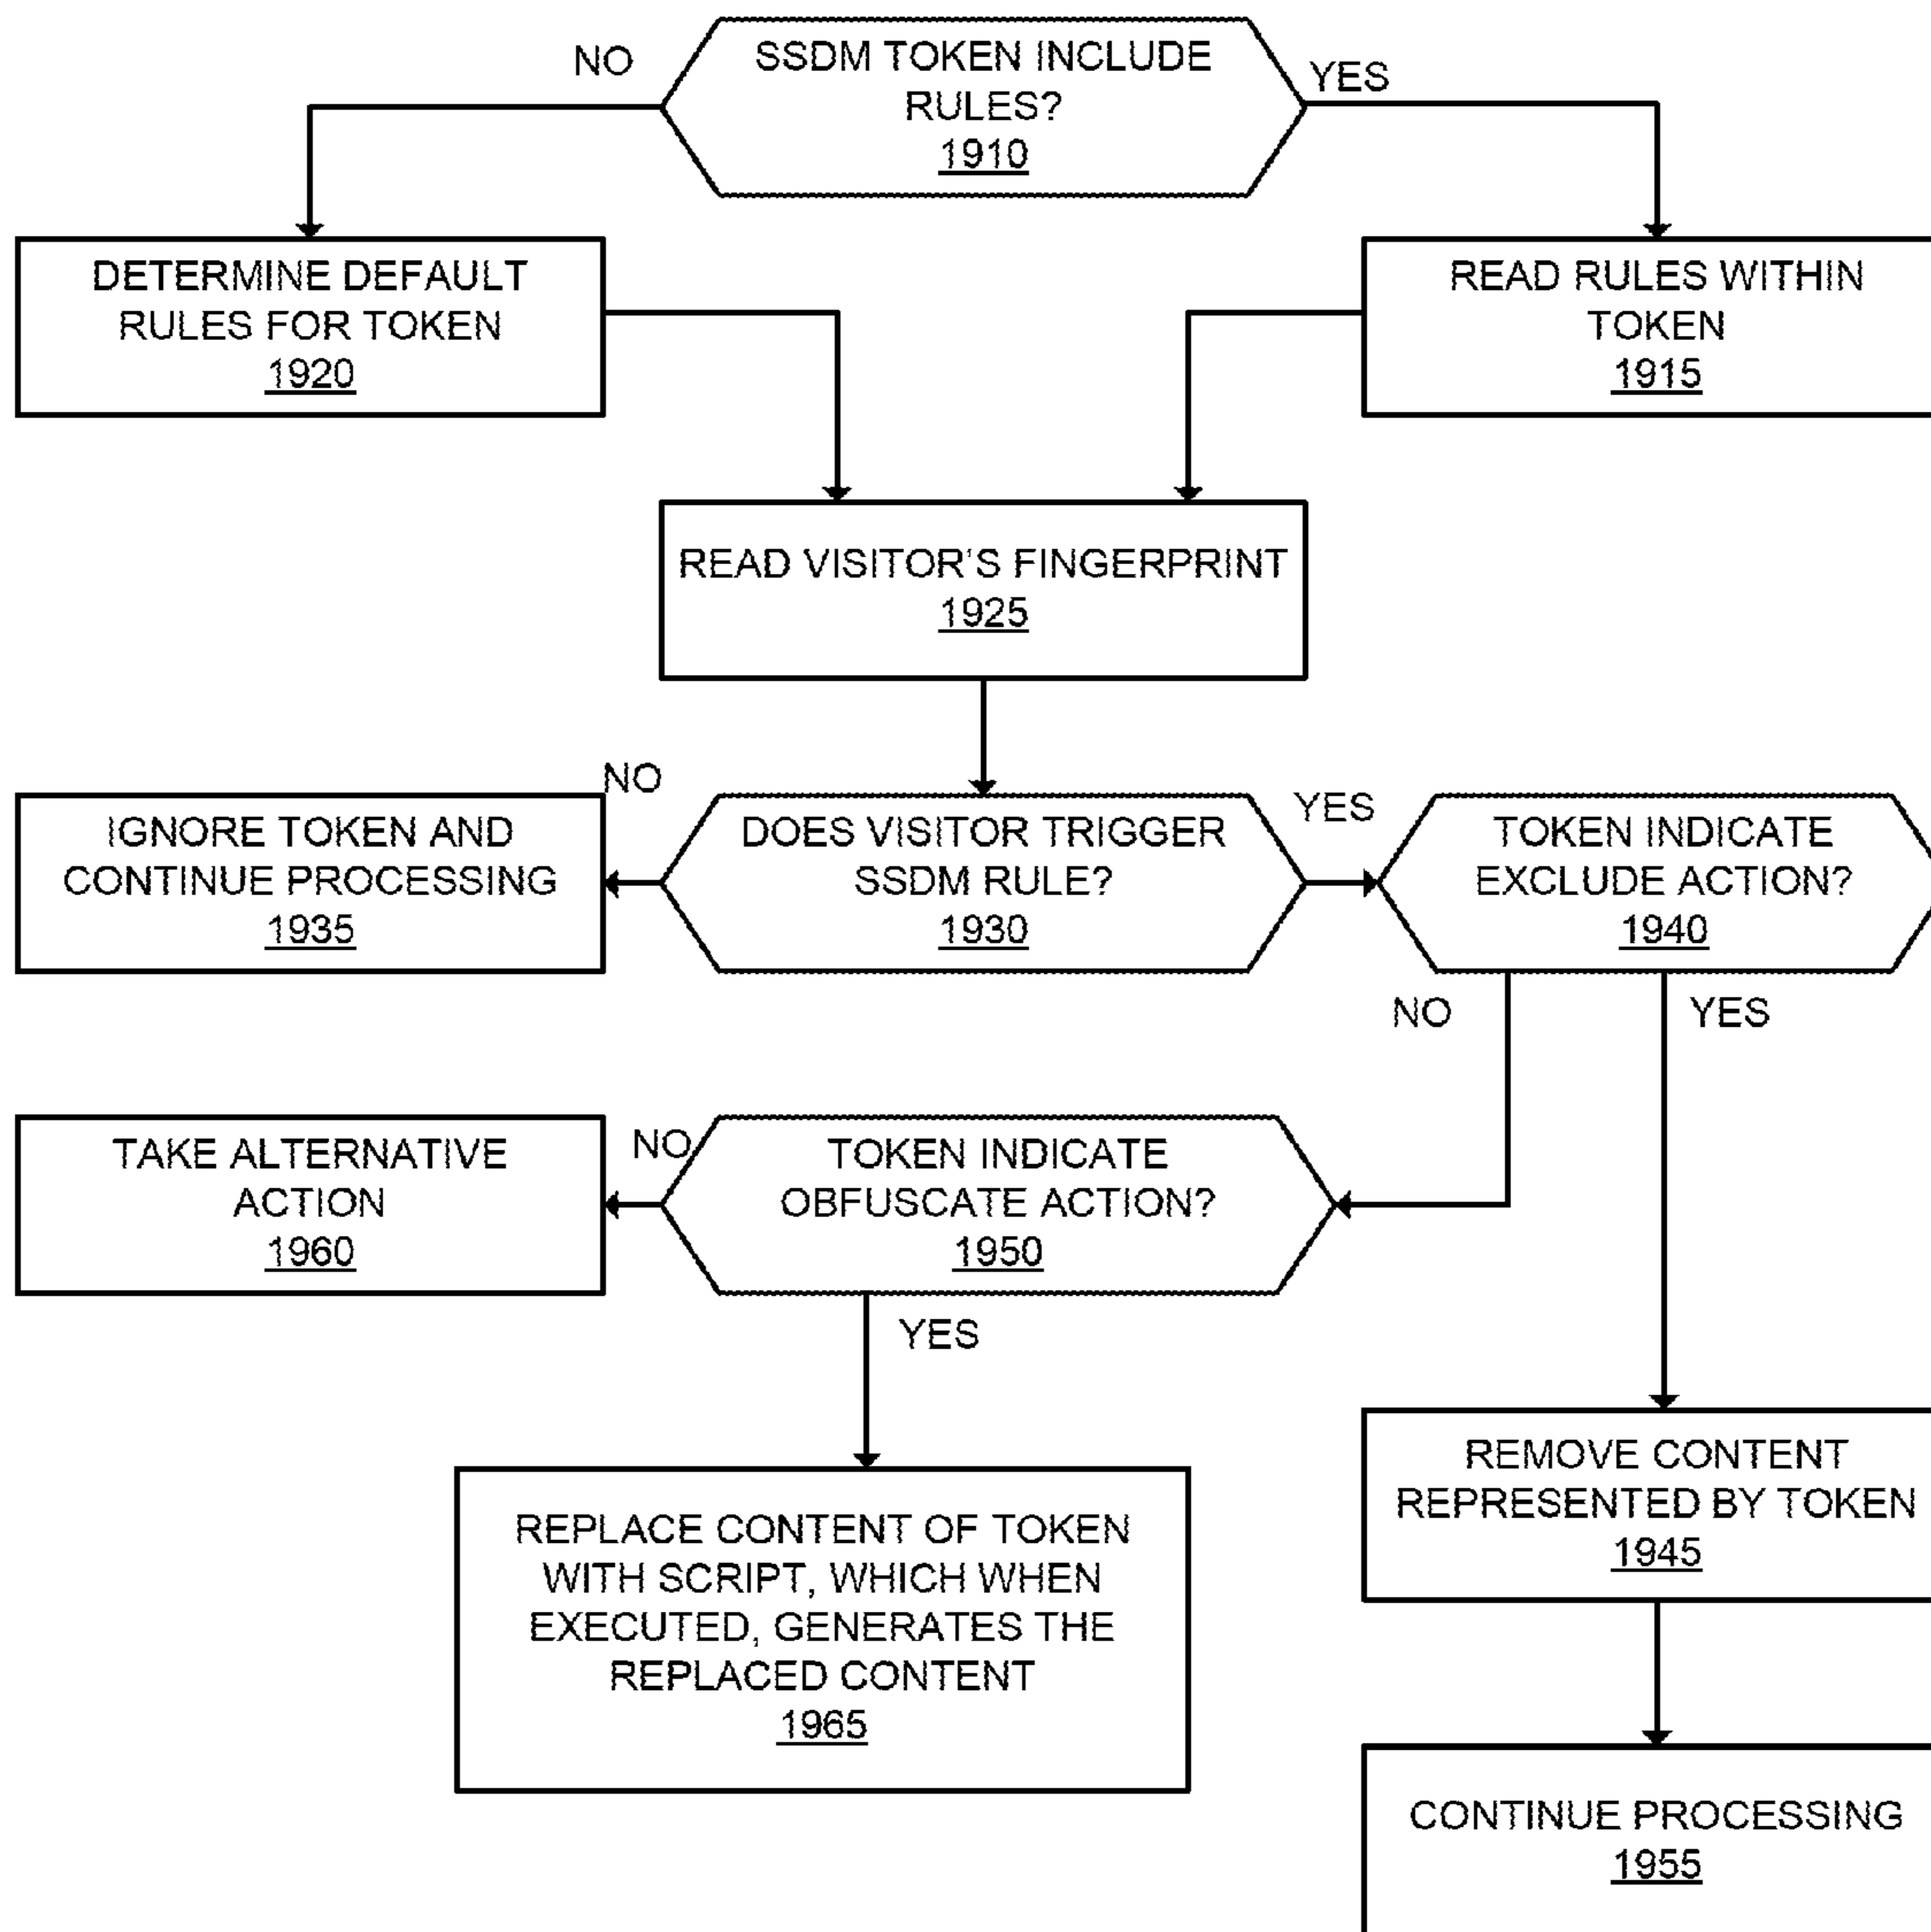 NO
SSDM TOKEN INCLUDE
RULES?
1910
YES
DETERMINE DEFAULT
RULES FOR TOKEN
1920
READ RULES WITHIN
TOKEN
1915
READ VISITOR'S FINGERPRINT
1925
NO
IGNORE TOKEN AND
CONTINUE PROCESSING
1935
DOES VISITOR TRIGGER
SSDM RULE?
1930
YES
TOKEN INDICATE
EXCLUDE ACTION?
1940
NO
YES
TAKE ALTERNATIVE
ACTION
1960
NO
TOKEN INDICATE
OBFUSCATE ACTION?
1950
YES
REPLACE CONTENT OF TOKEN
WITH SCRIPT, WHICH WHEN
EXECUTED, GENERATES THE
REPLACED CONTENT
1965
REMOVE CONTENT
REPRESENTED BY TOKEN
1945
CONTINUE PROCESSING
1955